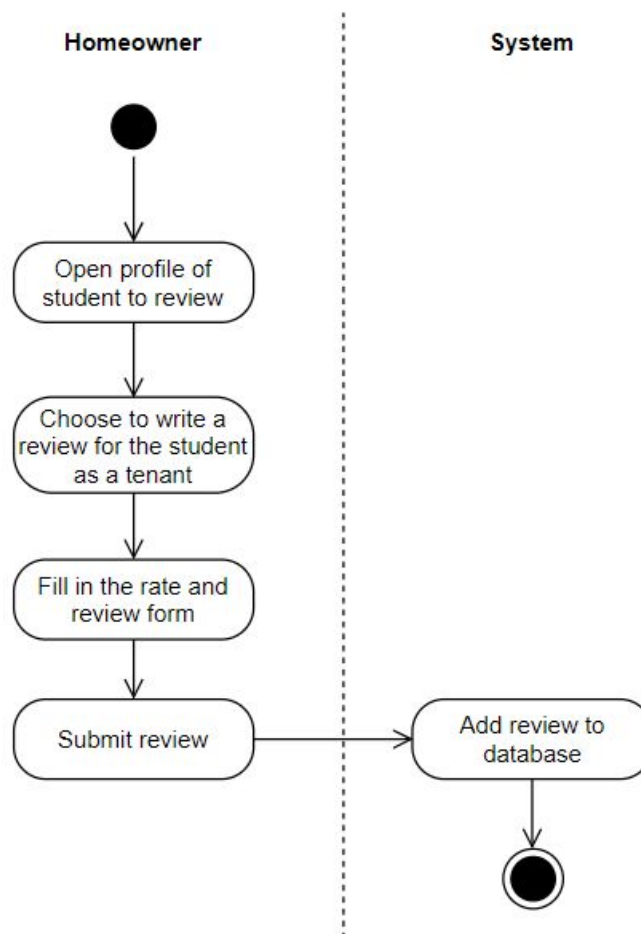 Homeowner
System
Open profile of
student to review
Choose to write a
review for the student
as a tenant
Fill in the rate and
review form
Submit review
Add review to
database